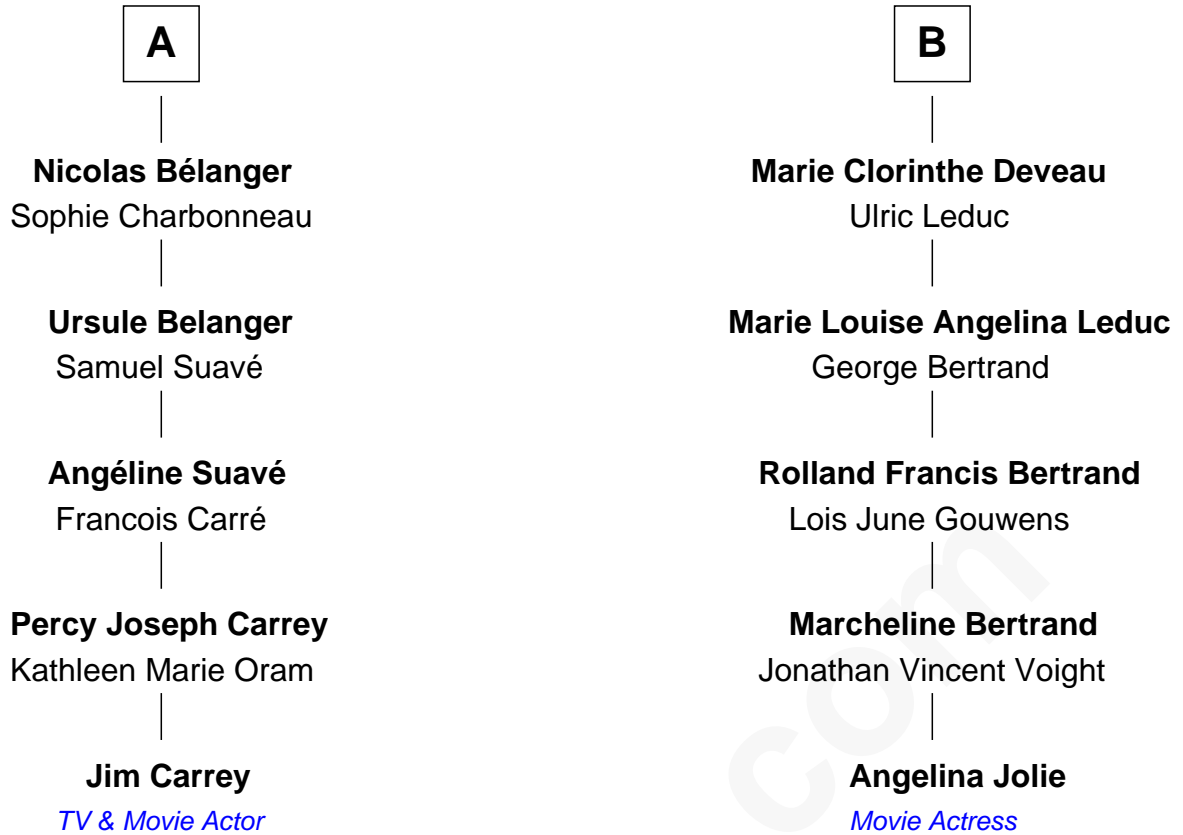 A
Nicolas Bélanger
Sophie Charbonneau
Ursule Belanger
Samuel Suavé
Angéline Suavé
Francois Carré
Percy Joseph Carrey
Kathleen Marie Oram
Jim Carrey
TV & Movie Actor
B
Marie Clorinthe Deveau
Ulric Leduc
Marie Louise Angelina Leduc
George Bertrand
Rolland Francis Bertrand
Lois June Gouwens
Marcheline Bertrand
Jonathan Vincent Voight
Angelina Jolie
Movie Actress
com